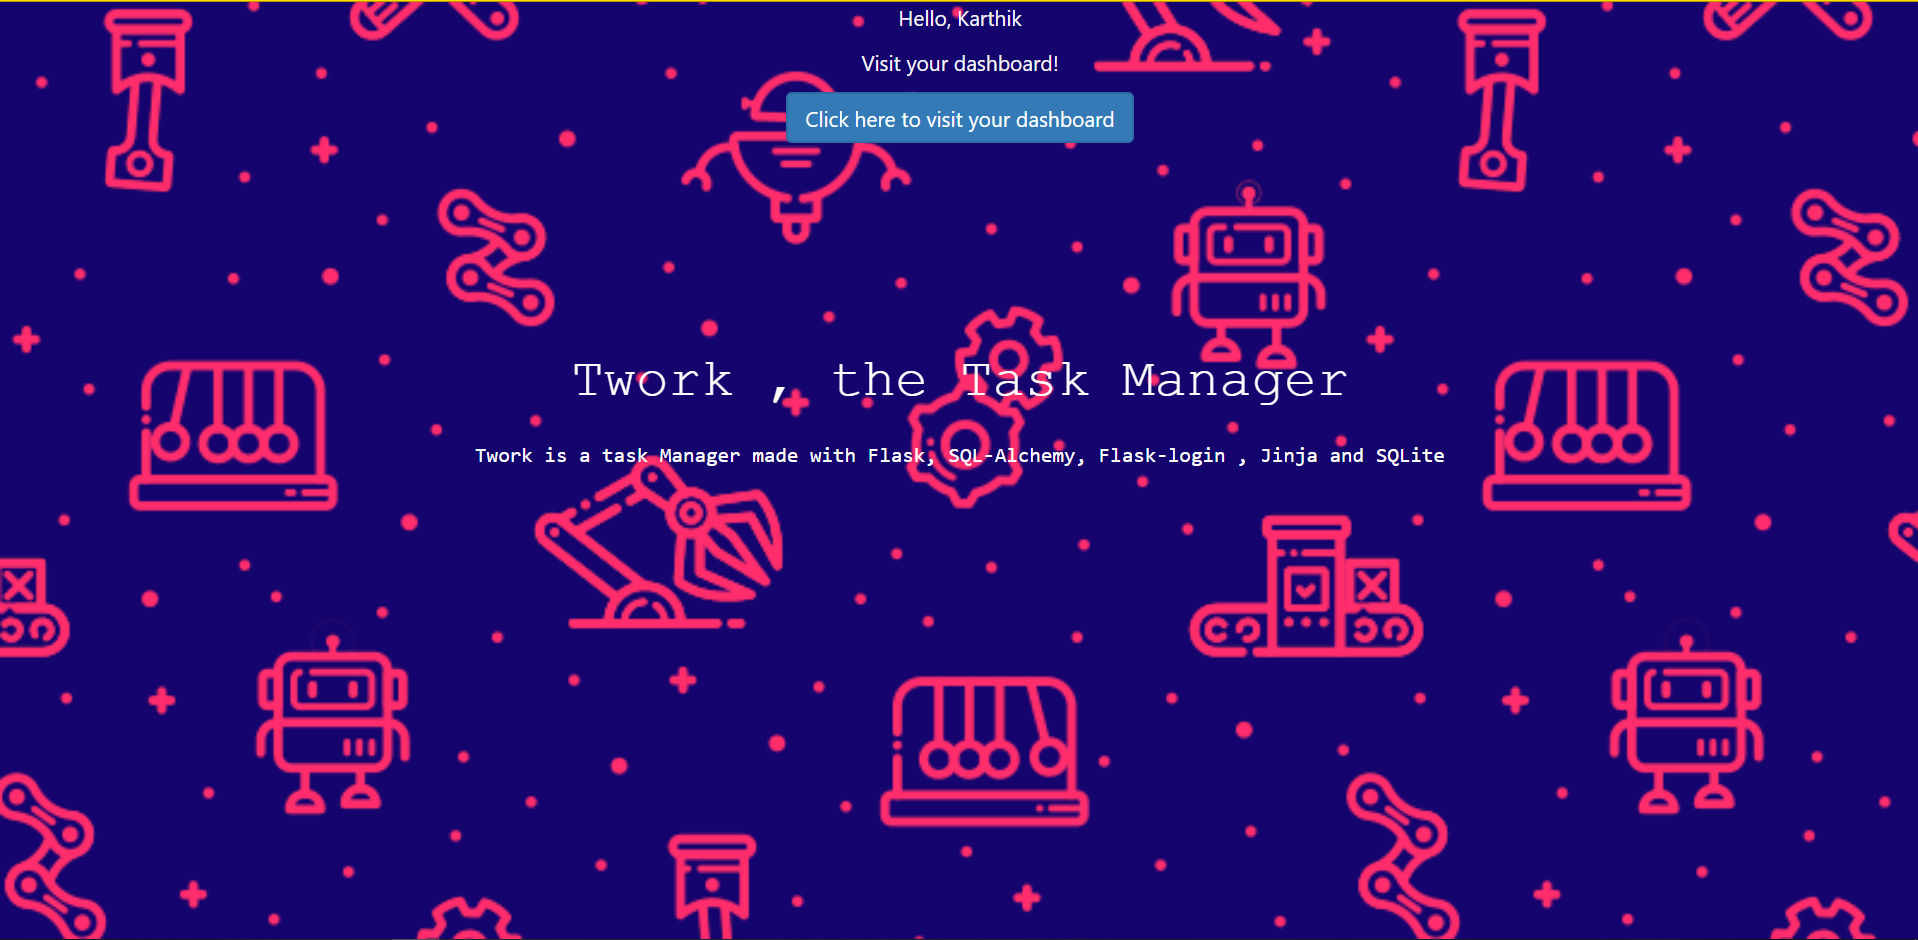 Hello, Karthik
Visit your dashboard!
Click here to visit your dashboard
Twork , the Task Manager
Twork is a task Manager made with Flask, SQL-Alchemy, Flask-login , Jinja and SQLite